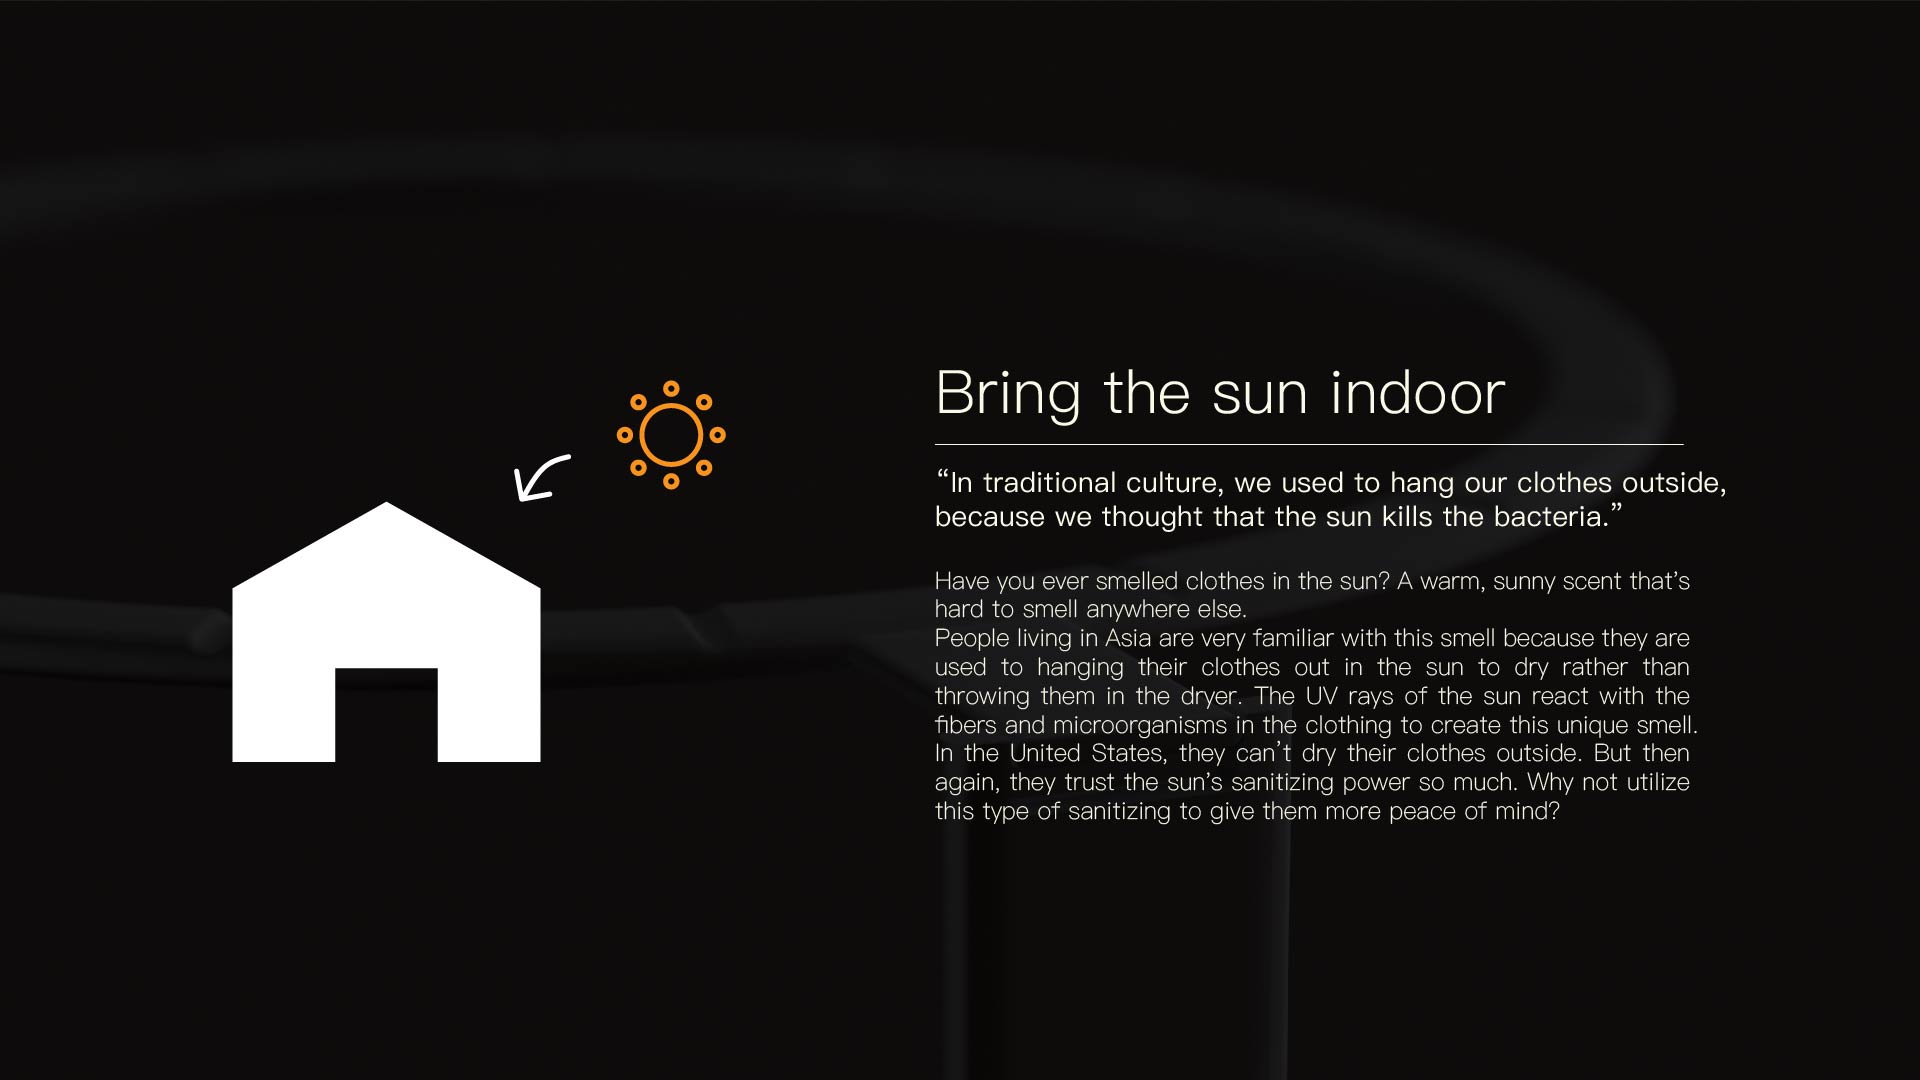 Bring the sun indoor
“In traditional culture, we used to hang our clothes outside,
because we thought that the sun kills the bacteria.”
Have you ever smelled clothes in the sun? A warm, sunny scent that’s
hard to smell anywhere else.
People living in Asia are very familiar with this smell because they are
used to hanging their clothes out in the sun to dry rather than
throwing them in the dryer. The UV rays of the sun react with the
fibers and microorganisms in the clothing to create this unique smell.
In the United States, they can’t dry their clothes outside. But then
again, they trust the sun’s sanitizing power so much. Why not utilize
this type of sanitizing to give them more peace of mind?